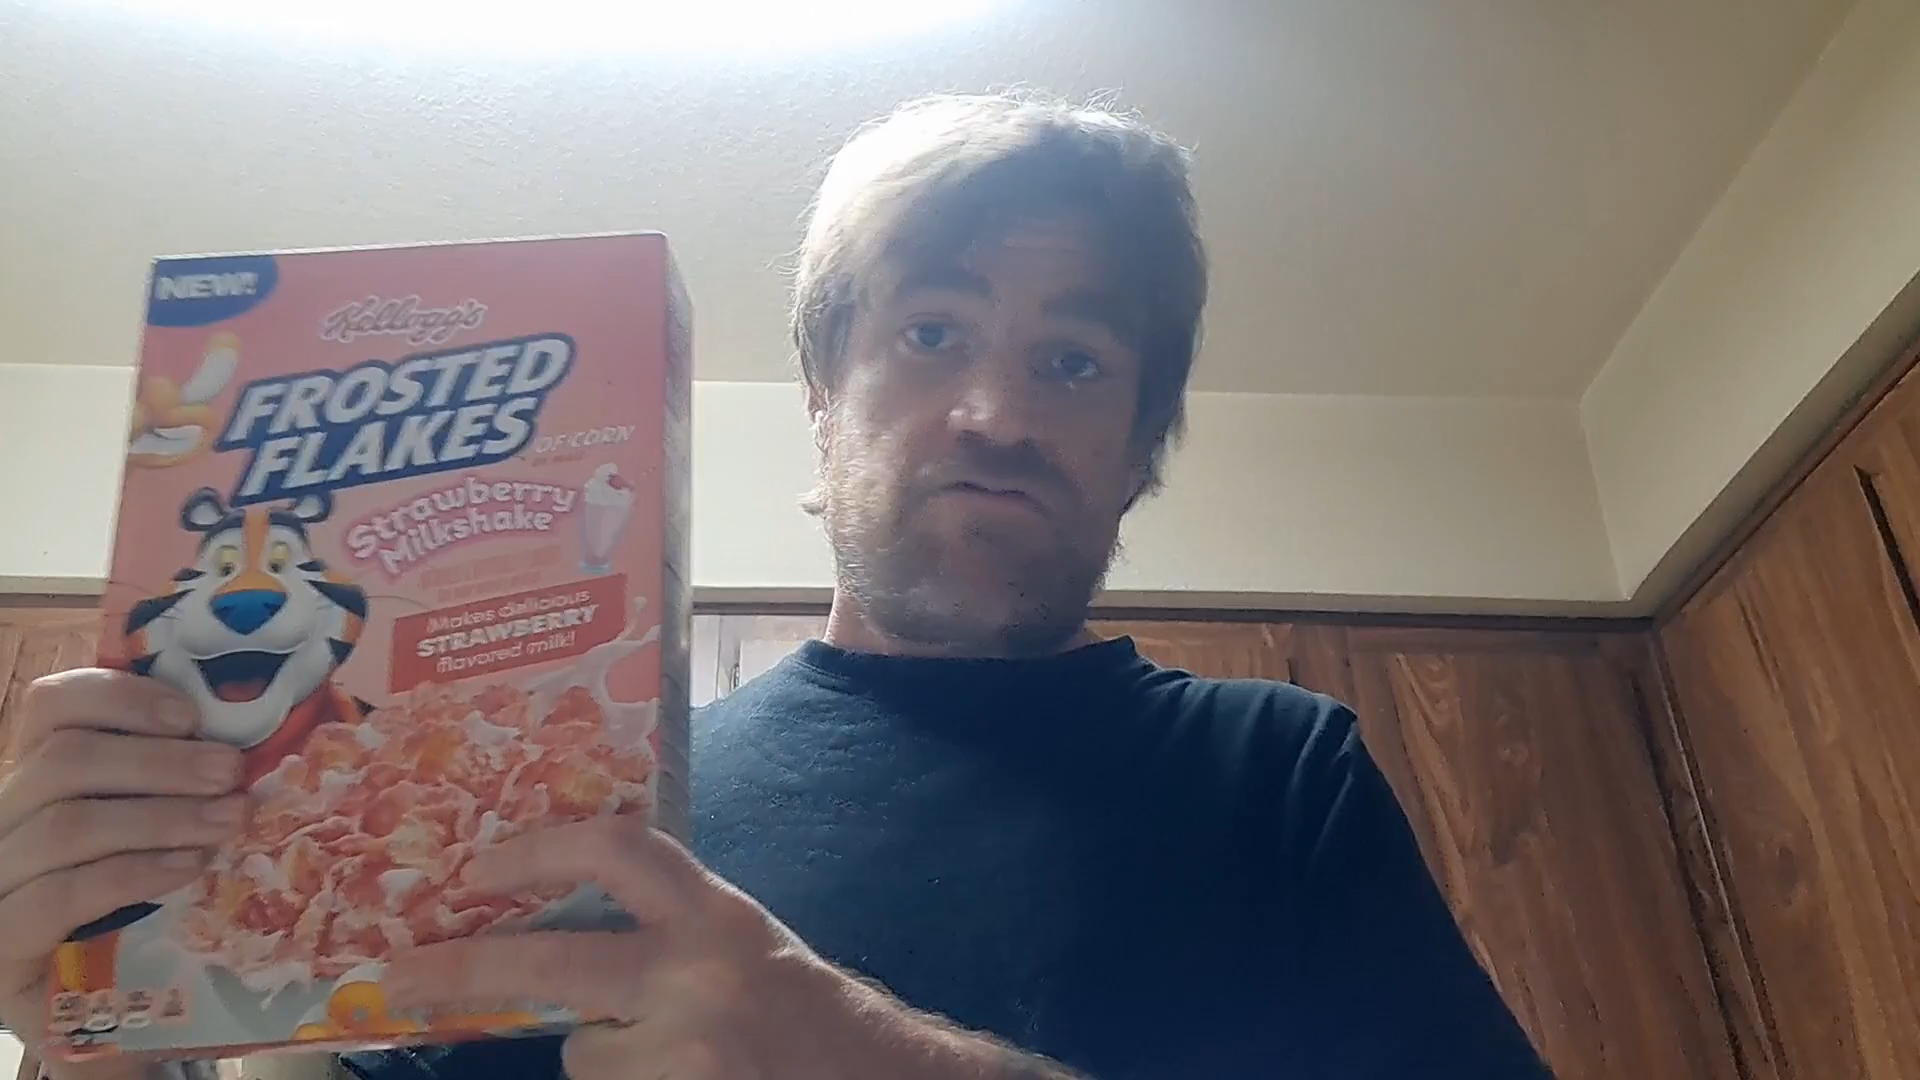 NEW!
Kellogg's
FROSTED
FLAKES
OF CORN
Strawberry
Milkshake
Makes delicious
STRAWBERRY
flavored milk!